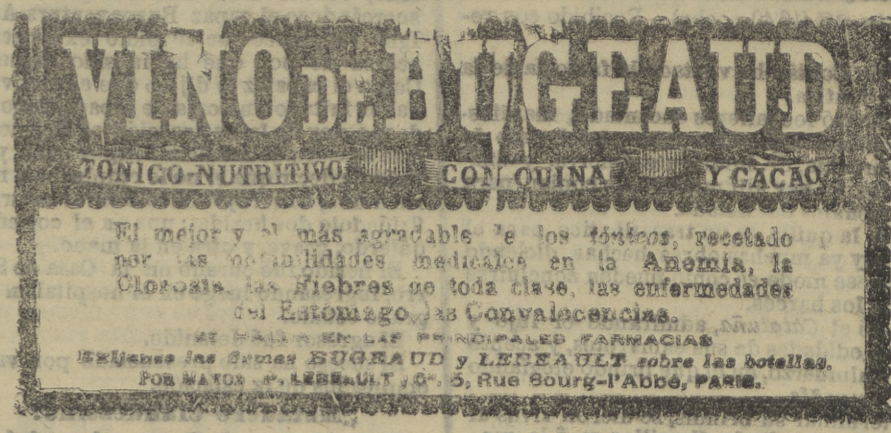 VINO DE BUGEAUD
TONICO-NUTRITIVO CON QUINA Y CACAO
El mejor y el más agradable de los tónicos, recetado
por las notabilidades medicales en la Anemia, la
Clorosis, las Fiebres de toda clase, las enfermedades
del Estómago, las Convalecencias.
SE HALLA EN LAS PRINCIPALES FARMACIAS
Exíjanse las firmas BUGEAUD y LEBEAULT sobre las botellas.
POR MAYOR P. LEBEAULT y Cª, 5, Rue Bourg-l'Abbé, PARIS.